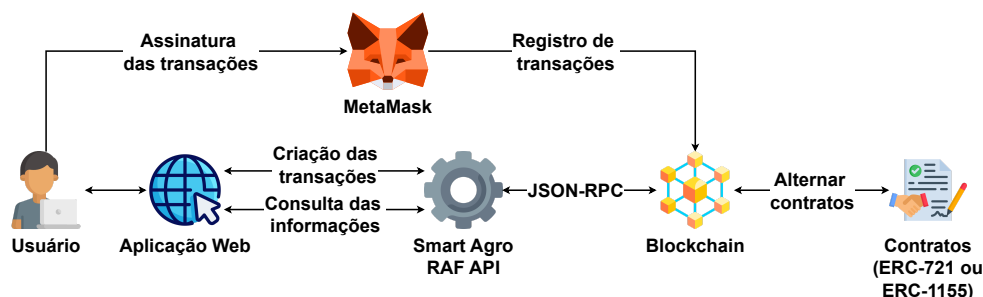 Assinatura
das transações
Registro de
transações
MetaMask
Criação das
transações
Consulta das
informações
JSON-RPC
Alternar
contratos
Usuário
Aplicação Web
Smart Agro
RAF API
Blockchain
Contratos
(ERC-721 ou
ERC-1155)